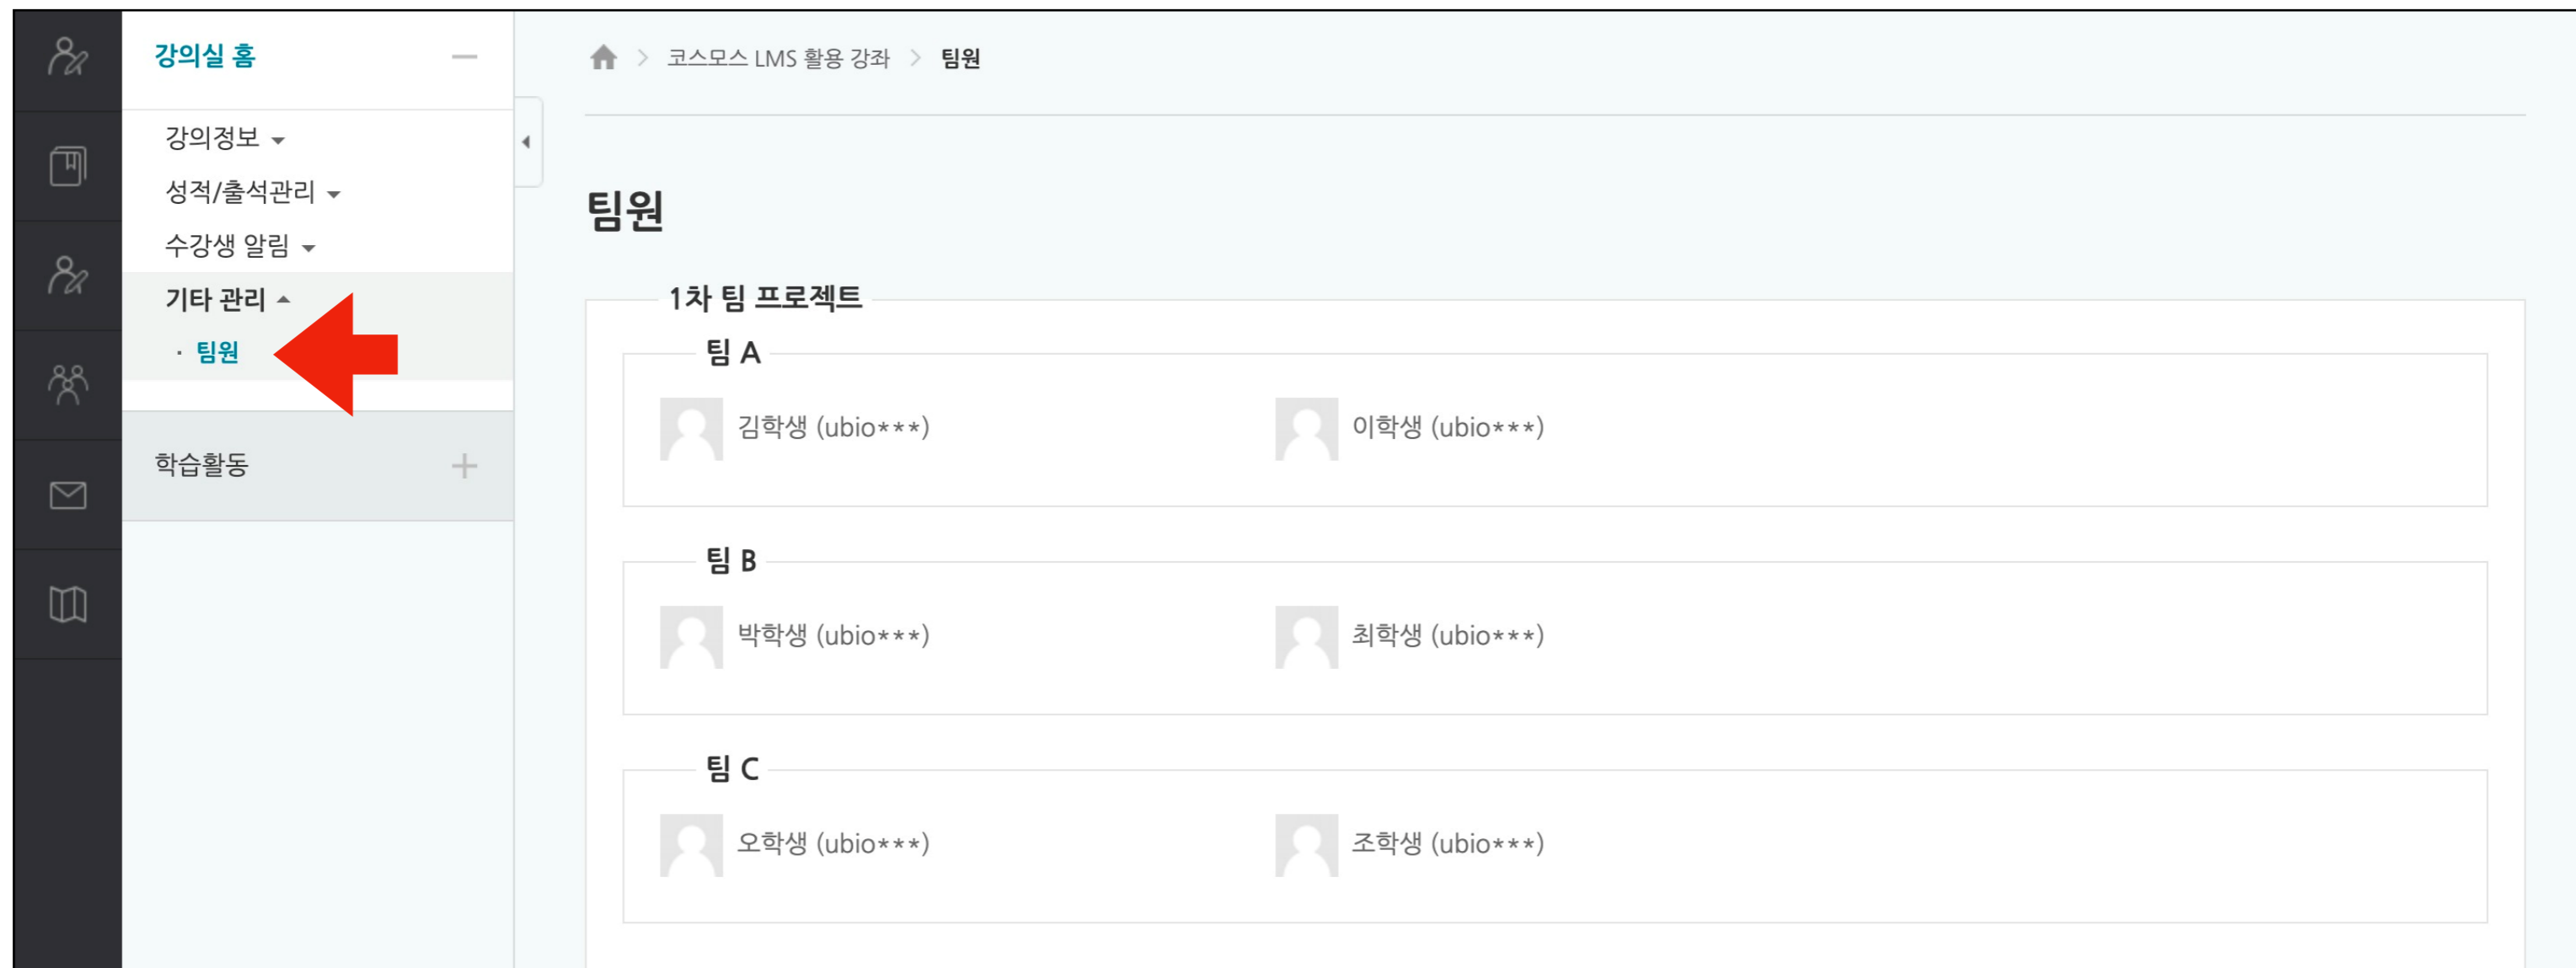 강의실 홈
강의정보
성적/출석관리
수강생 알림
기타 관리
· 팀원
학습활동
코스모스 LMS 활용 강좌 > 팀원
팀원
1차 팀 프로젝트
팀 A
김학생 (ubio***) 이학생 (ubio***)
팀 B
박학생 (ubio***) 최학생 (ubio***)
팀 C
오학생 (ubio***) 조학생 (ubio***)